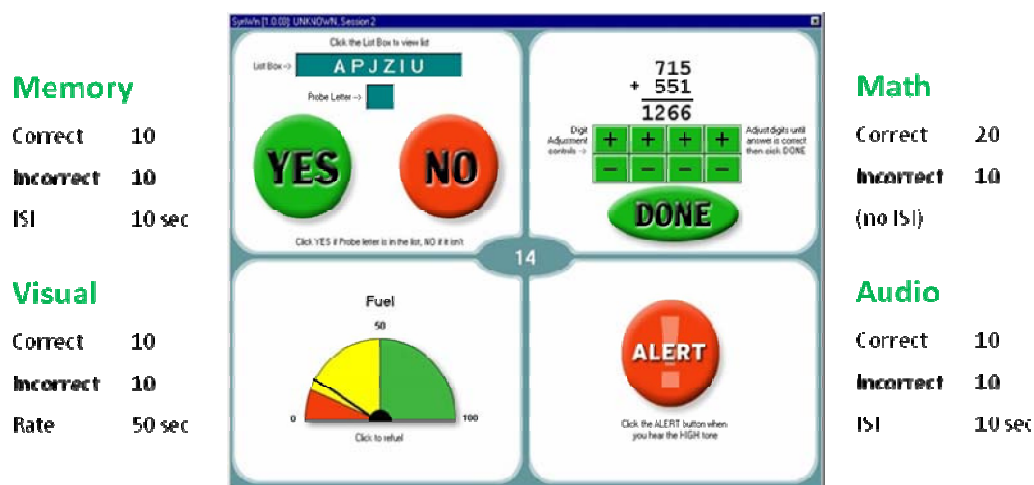 SynWin [1.0.03]: UNKNOWN, Session 2
Click the List Box to view list
List Box -->
A P J Z I U
Probe Letter -->
YES
NO
Click YES if Probe letter is in the list, NO if it isn't
715
+ 551
1266
Digit
Adjustment
controls ->
+ + + +
− − − −
Adjust digits until
answer is correct
then click DONE
DONE
14
Fuel
50
0
100
Click to refuel
ALERT
!
Click the ALERT button when
you hear the HIGH tone
Memory
Correct 10
Incorrect 10
ISI 10 sec
Visual
Correct 10
Incorrect 10
Rate 50 sec
Math
Correct 20
Incorrect 10
(no ISI)
Audio
Correct 10
Incorrect 10
ISI 10 sec